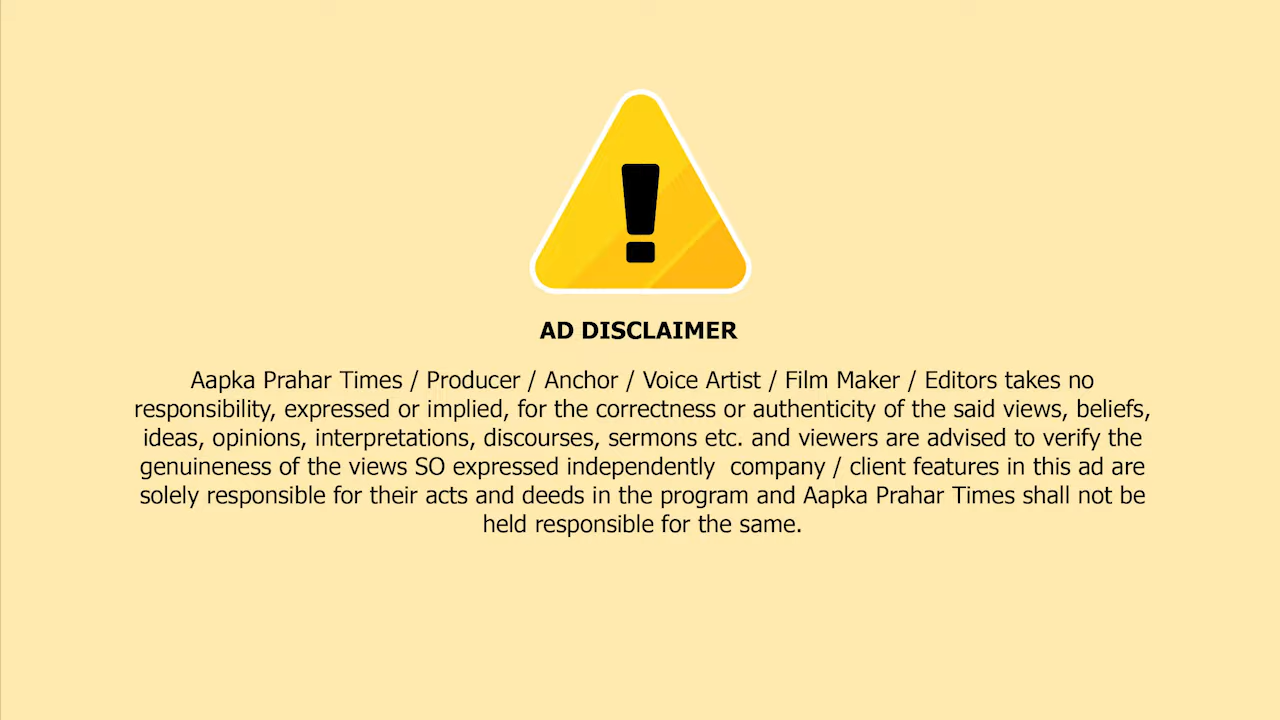 AD DISCLAIMER
Aapka Prahar Times / Producer / Anchor / Voice Artist / Film Maker / Editors takes no
responsibility, expressed or implied, for the correctness or authenticity of the said views, beliefs,
ideas, opinions, interpretations, discourses, sermons etc. and viewers are advised to verify the
genuineness of the views SO expressed independently  company / client features in this ad are
solely responsible for their acts and deeds in the program and Aapka Prahar Times shall not be
held responsible for the same.